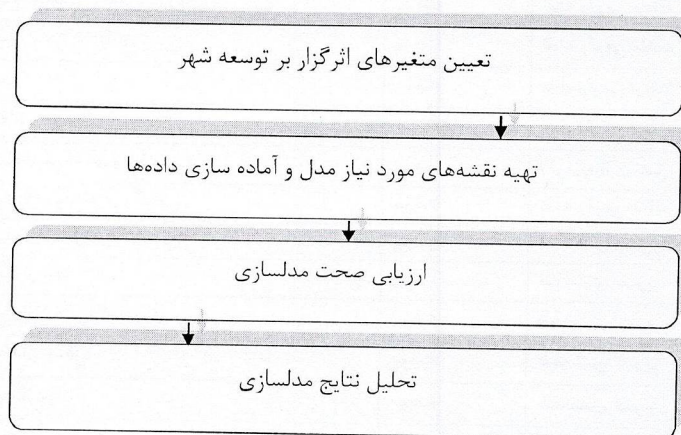 تعیین متغیرهای اثرگزار بر توسعه شهر
تهیه نقشه‌های مورد نیاز مدل و آماده سازی داده‌ها
ارزیابی صحت مدلسازی
تحلیل نتایج مدلسازی